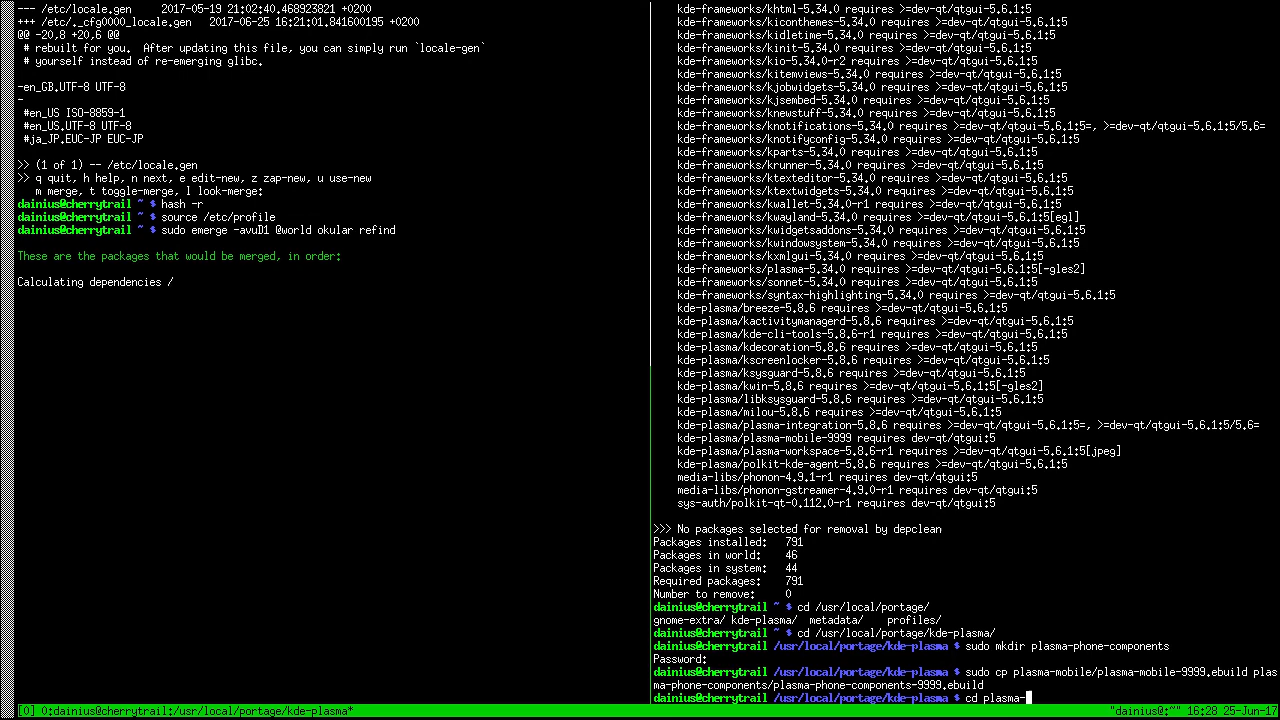 --- /etc/locale.gen     2017-05-19 21:02:40.468923821 +0200
+++ /etc/._cfg0000_locale.gen   2017-06-25 16:21:01.841600195 +0200
@@ -20,8 +20,6 @@
 # rebuilt for you.  After updating this file, you can simply run `locale-gen`
 # yourself instead of re-emerging glibc.

-en_GB.UTF-8 UTF-8
-
 #en_US ISO-8859-1
 #en_US.UTF-8 UTF-8
 #ja_JP.EUC-JP EUC-JP

>> (1 of 1) -- /etc/locale.gen
>> q quit, h help, n next, e edit-new, z zap-new, u use-new
   m merge, t toggle-merge, l look-merge:
dainius@cherrytrail ~ $ hash -r
dainius@cherrytrail ~ $ source /etc/profile
dainius@cherrytrail ~ $ sudo emerge -avuD1 @world okular refind

These are the packages that would be merged, in order:

Calculating dependencies /
    kde-frameworks/khtml-5.34.0 requires >=dev-qt/qtgui-5.6.1:5
    kde-frameworks/kiconthemes-5.34.0 requires >=dev-qt/qtgui-5.6.1:5
    kde-frameworks/kidletime-5.34.0 requires >=dev-qt/qtgui-5.6.1:5
    kde-frameworks/kinit-5.34.0 requires >=dev-qt/qtgui-5.6.1:5
    kde-frameworks/kio-5.34.0-r2 requires >=dev-qt/qtgui-5.6.1:5
    kde-frameworks/kitemviews-5.34.0 requires >=dev-qt/qtgui-5.6.1:5
    kde-frameworks/kjobwidgets-5.34.0 requires >=dev-qt/qtgui-5.6.1:5
    kde-frameworks/kjsembed-5.34.0 requires >=dev-qt/qtgui-5.6.1:5
    kde-frameworks/knewstuff-5.34.0 requires >=dev-qt/qtgui-5.6.1:5
    kde-frameworks/knotifications-5.34.0 requires >=dev-qt/qtgui-5.6.1:5=, >=dev-qt/qtgui-5.6.1:5/5.6=
    kde-frameworks/knotifyconfig-5.34.0 requires >=dev-qt/qtgui-5.6.1:5
    kde-frameworks/kparts-5.34.0 requires >=dev-qt/qtgui-5.6.1:5
    kde-frameworks/krunner-5.34.0 requires >=dev-qt/qtgui-5.6.1:5
    kde-frameworks/ktexteditor-5.34.0 requires >=dev-qt/qtgui-5.6.1:5
    kde-frameworks/ktextwidgets-5.34.0 requires >=dev-qt/qtgui-5.6.1:5
    kde-frameworks/kwallet-5.34.0-r1 requires >=dev-qt/qtgui-5.6.1:5
    kde-frameworks/kwayland-5.34.0 requires >=dev-qt/qtgui-5.6.1:5[egl]
    kde-frameworks/kwidgetsaddons-5.34.0 requires >=dev-qt/qtgui-5.6.1:5
    kde-frameworks/kwindowsystem-5.34.0 requires >=dev-qt/qtgui-5.6.1:5
    kde-frameworks/kxmlgui-5.34.0 requires >=dev-qt/qtgui-5.6.1:5
    kde-frameworks/plasma-5.34.0 requires >=dev-qt/qtgui-5.6.1:5[-gles2]
    kde-frameworks/sonnet-5.34.0 requires >=dev-qt/qtgui-5.6.1:5
    kde-frameworks/syntax-highlighting-5.34.0 requires >=dev-qt/qtgui-5.6.1:5
    kde-plasma/breeze-5.8.6 requires >=dev-qt/qtgui-5.6.1:5
    kde-plasma/kactivitymanagerd-5.8.6 requires >=dev-qt/qtgui-5.6.1:5
    kde-plasma/kde-cli-tools-5.8.6-r1 requires >=dev-qt/qtgui-5.6.1:5
    kde-plasma/kdecoration-5.8.6 requires >=dev-qt/qtgui-5.6.1:5
    kde-plasma/kscreenlocker-5.8.6 requires >=dev-qt/qtgui-5.6.1:5
    kde-plasma/ksysguard-5.8.6 requires >=dev-qt/qtgui-5.6.1:5
    kde-plasma/kwin-5.8.6 requires >=dev-qt/qtgui-5.6.1:5[-gles2]
    kde-plasma/libksysguard-5.8.6 requires >=dev-qt/qtgui-5.6.1:5
    kde-plasma/milou-5.8.6 requires >=dev-qt/qtgui-5.6.1:5
    kde-plasma/plasma-integration-5.8.6 requires >=dev-qt/qtgui-5.6.1:5=, >=dev-qt/qtgui-5.6.1:5/5.6=
    kde-plasma/plasma-mobile-9999 requires dev-qt/qtgui:5
    kde-plasma/plasma-workspace-5.8.6-r1 requires >=dev-qt/qtgui-5.6.1:5[jpeg]
    kde-plasma/polkit-kde-agent-5.8.6 requires >=dev-qt/qtgui-5.6.1:5
    media-libs/phonon-4.9.1-r1 requires dev-qt/qtgui:5
    media-libs/phonon-gstreamer-4.9.0-r1 requires dev-qt/qtgui:5
    sys-auth/polkit-qt-0.112.0-r1 requires dev-qt/qtgui:5

>>> No packages selected for removal by depclean
Packages installed:   791
Packages in world:    46
Packages in system:   44
Required packages:    791
Number to remove:     0
dainius@cherrytrail ~ $ cd /usr/local/portage/
gnome-extra/ kde-plasma/  metadata/    profiles/
dainius@cherrytrail ~ $ cd /usr/local/portage/kde-plasma/
dainius@cherrytrail /usr/local/portage/kde-plasma $ sudo mkdir plasma-phone-components
Password:
dainius@cherrytrail /usr/local/portage/kde-plasma $ sudo cp plasma-mobile/plasma-mobile-9999.ebuild plas
ma-phone-components/plasma-phone-components-9999.ebuild
dainius@cherrytrail /usr/local/portage/kde-plasma $ cd plasma-
[0] 0:dainius@cherrytrail:/usr/local/portage/kde-plasma*
"dainius@:~" 16:28 25-Jun-17